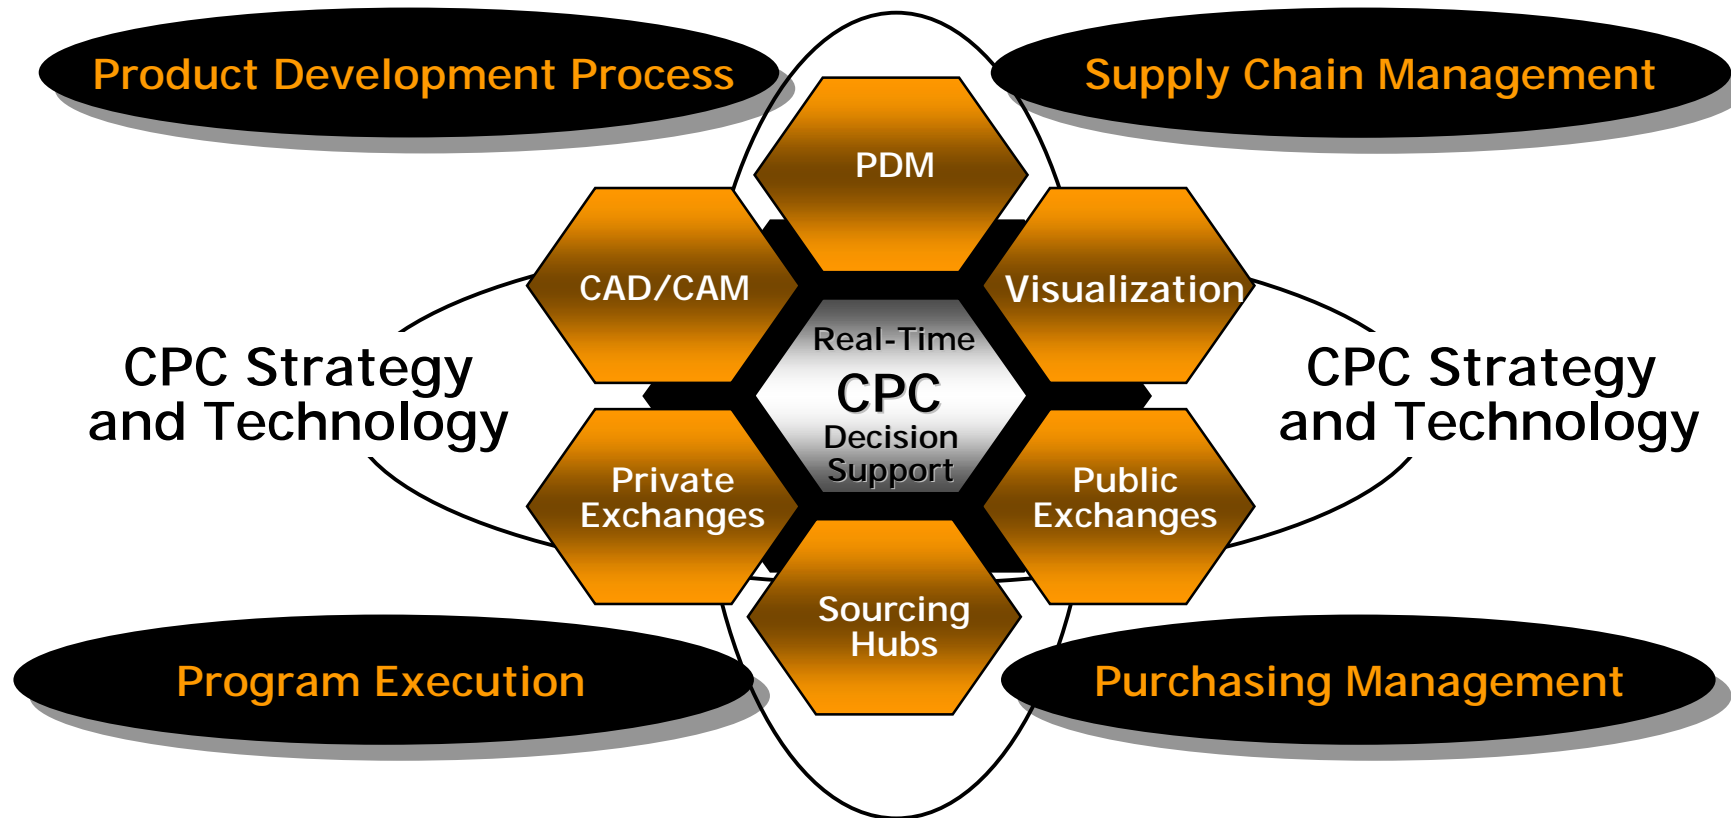 Product Development Process
Supply Chain Management
PDM
CAD/CAM
Visualization
CPC Strategy
and Technology
Real-Time
CPC
Decision
Support
CPC Strategy
and Technology
Private
Exchanges
Public
Exchanges
Sourcing
Hubs
Program Execution
Purchasing Management